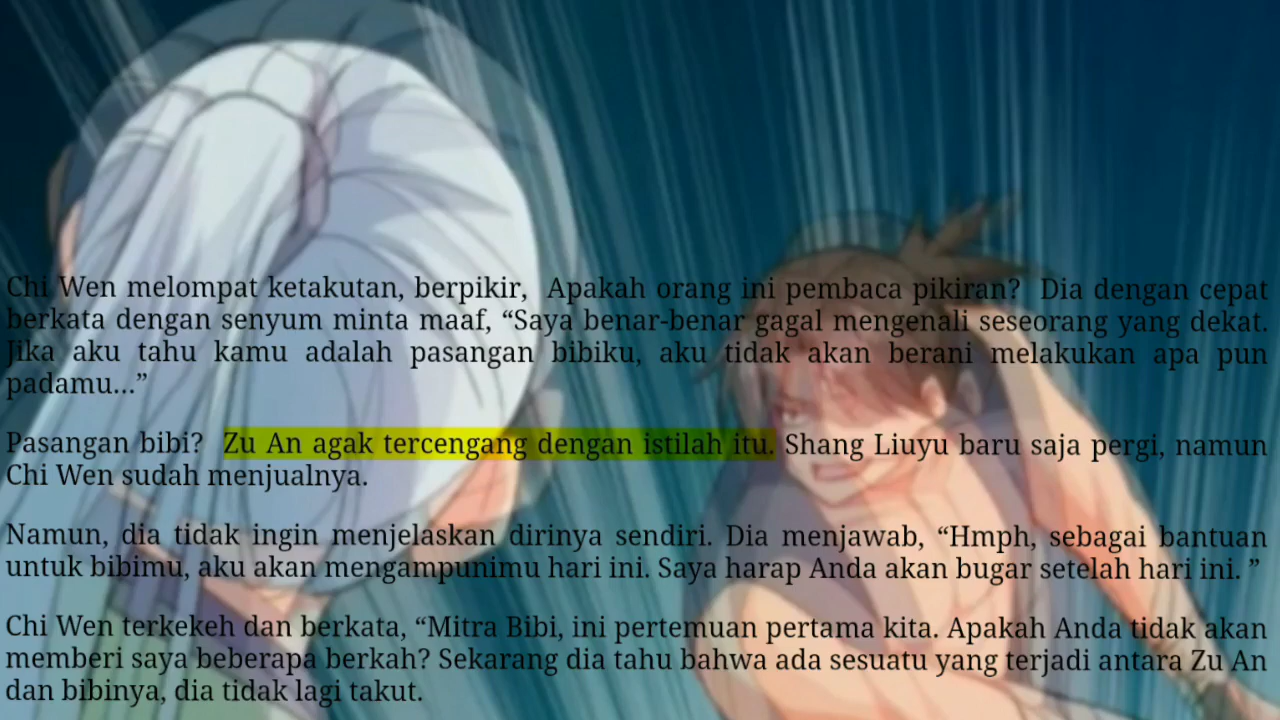 Chi Wen melompat ketakutan, berpikir,  Apakah orang ini pembaca pikiran?  Dia dengan cepat
berkata dengan senyum minta maaf, “Saya benar-benar gagal mengenali seseorang yang dekat.
Jika aku tahu kamu adalah pasangan bibiku, aku tidak akan berani melakukan apa pun
padamu...”
Pasangan bibi?  Zu An agak tercengang dengan istilah itu. Shang Liuyu baru saja pergi, namun
Chi Wen sudah menjualnya.
Namun, dia tidak ingin menjelaskan dirinya sendiri. Dia menjawab, “Hmph, sebagai bantuan
untuk bibimu, aku akan mengampunimu hari ini. Saya harap Anda akan bugar setelah hari ini. ”
Chi Wen terkekeh dan berkata, “Mitra Bibi, ini pertemuan pertama kita. Apakah Anda tidak akan
memberi saya beberapa berkah? Sekarang dia tahu bahwa ada sesuatu yang terjadi antara Zu An
dan bibinya, dia tidak lagi takut.